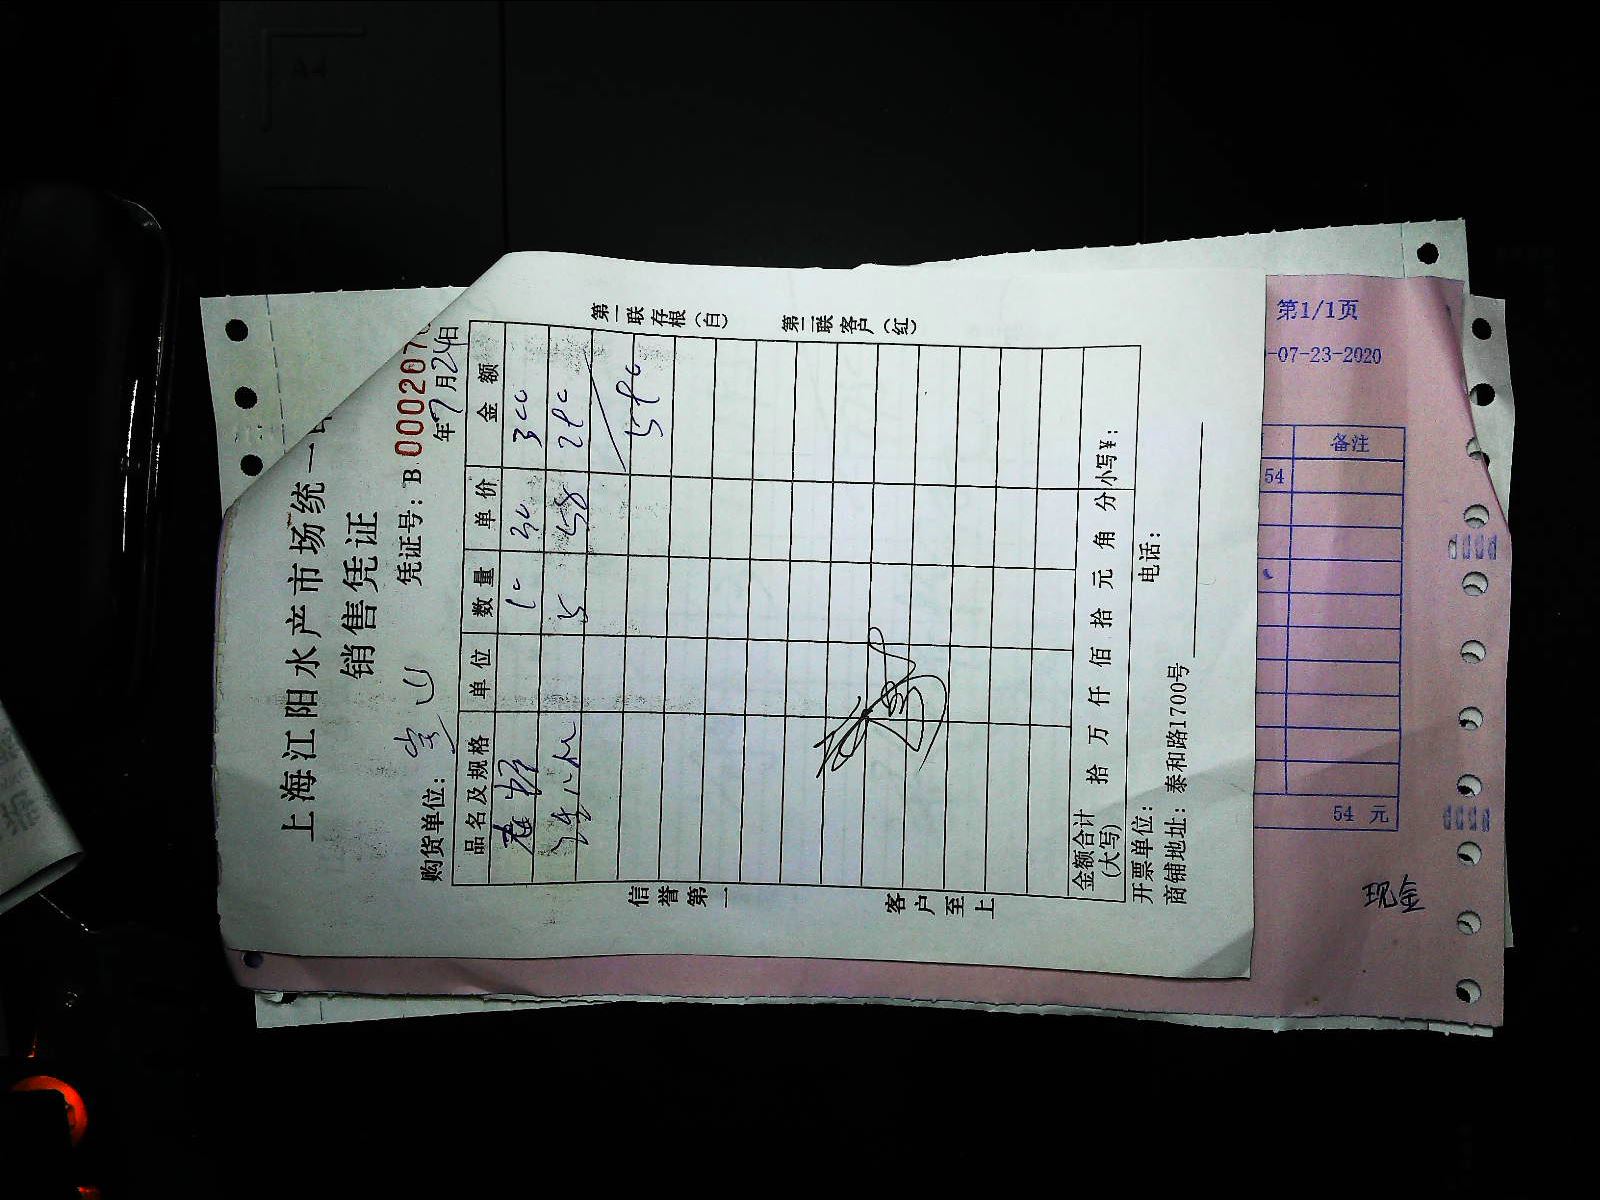 上海江阳水产市场统一
销售凭证
凭证号：B 000207
购货单位：宝山
年7月24日
品名及规格 单位 数量 单价 金额
10 30 300
5 58 290
590
第一联存根（白）
第二联客户（红）
信誉第一
客户至上
金额合计（大写） 拾 万 仟 佰 拾 元 角 分 小写¥：
开票单位： 电话：
商铺地址：泰和路1700号
第1/1页
-07-23-2020
备注
54
54 元
现金